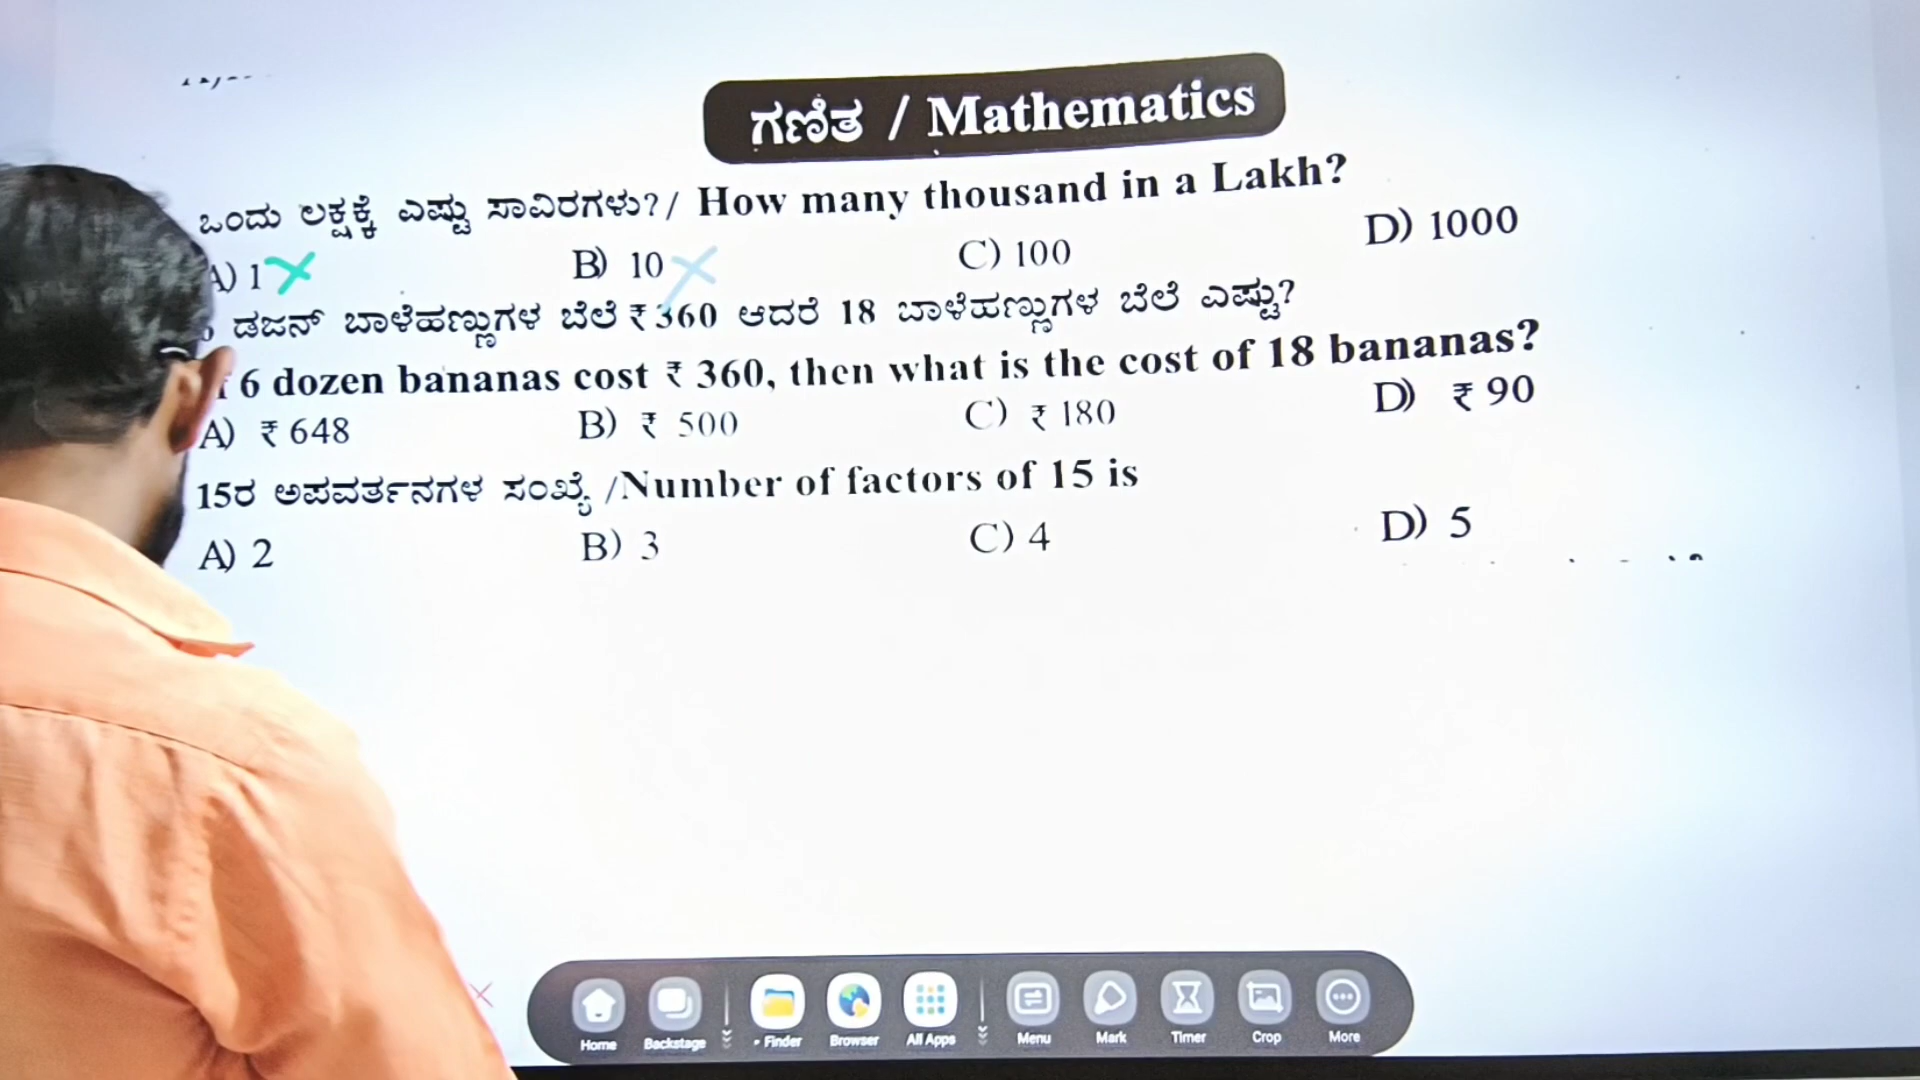 ಗಣಿತ / Mathematics
ಒಂದು ಲಕ್ಷಕ್ಕೆ ಎಷ್ಟು ಸಾವಿರಗಳು?/ How many thousand in a Lakh?
A) 1 B) 10 C) 100 D) 1000
ಡಜನ್ ಬಾಳೆಹಣ್ಣುಗಳ ಬೆಲೆ ₹ 360 ಆದರೆ 18 ಬಾಳೆಹಣ್ಣುಗಳ ಬೆಲೆ ಎಷ್ಟು?
6 dozen bananas cost ₹ 360, then what is the cost of 18 bananas?
A) ₹ 648 B) ₹ 500 C) ₹ 180 D) ₹ 90
15ರ ಅಪವರ್ತನಗಳ ಸಂಖ್ಯೆ /Number of factors of 15 is
A) 2 B) 3 C) 4 D) 5
Home Backstage Finder Browser All Apps Menu Mark Timer Crop More